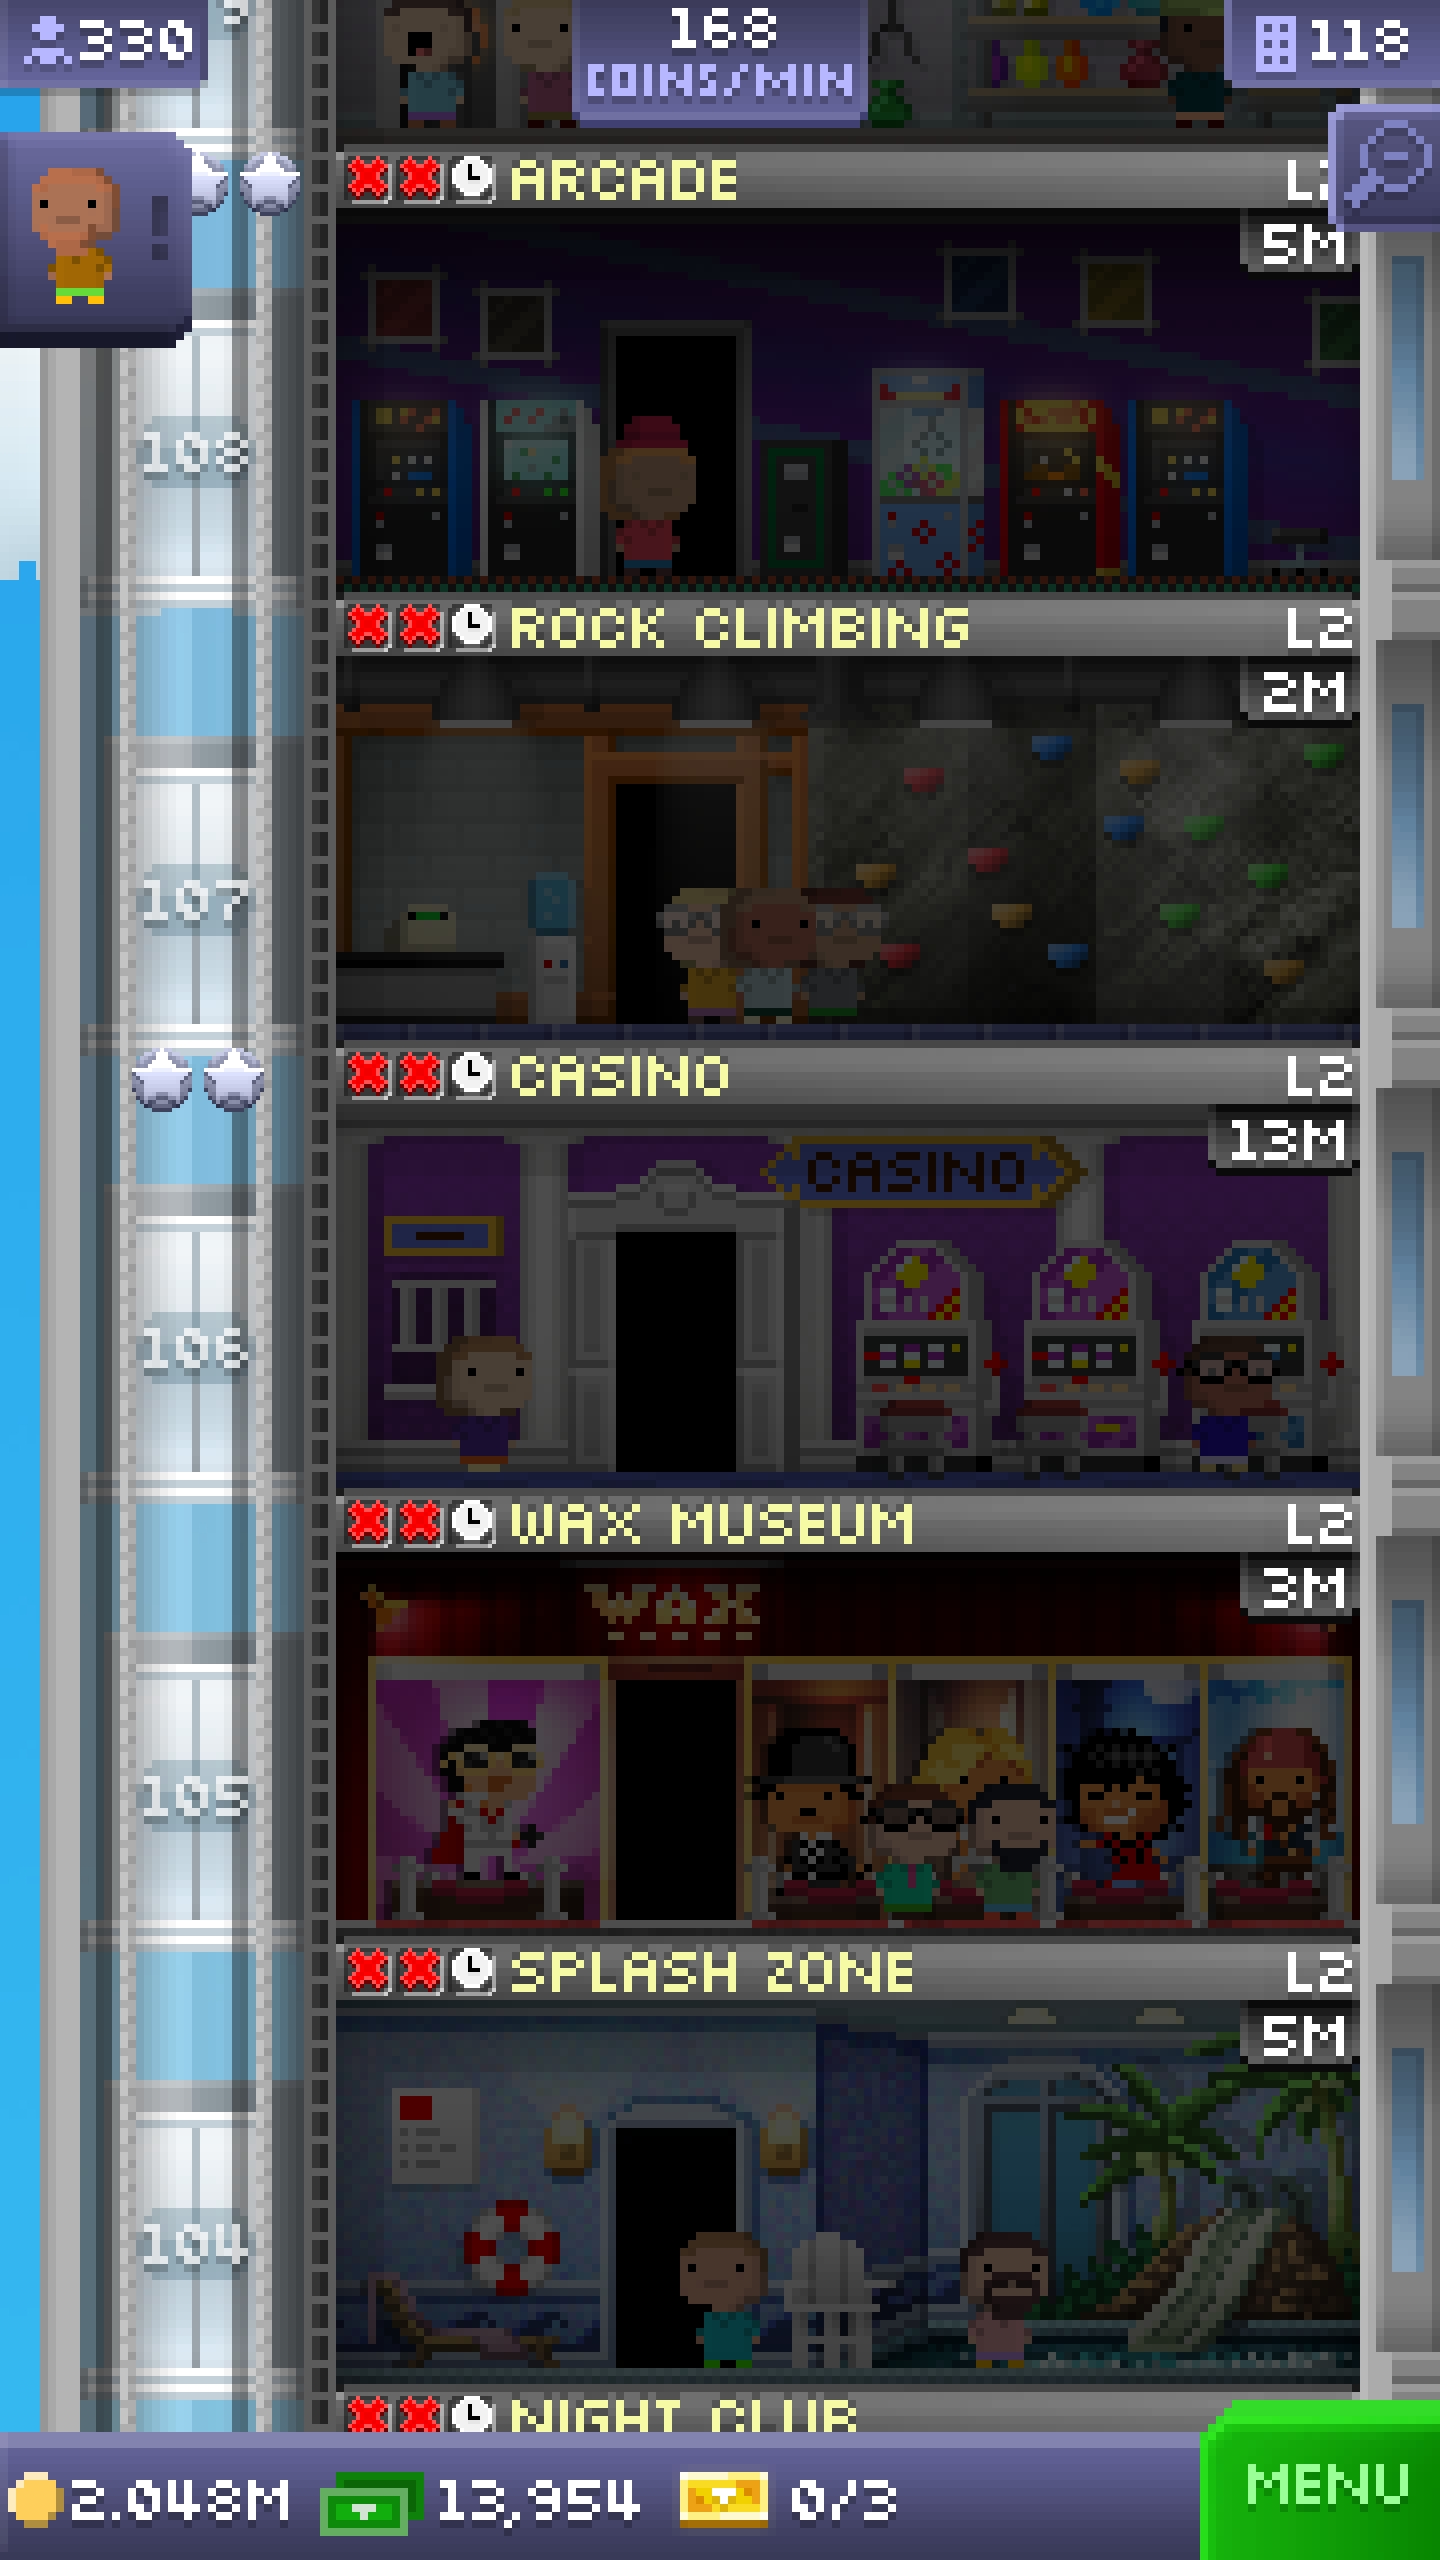 330
168
COINS/MIN
118
ARCADE
5M
108
ROCK CLIMBING L2
2M
107
CASINO L2
13M
CASINO
106
WAX MUSEUM L2
3M
WAX
105
SPLASH ZONE L2
5M
104
NIGHT CLUB
2.048M 13,954 0/3 MENU